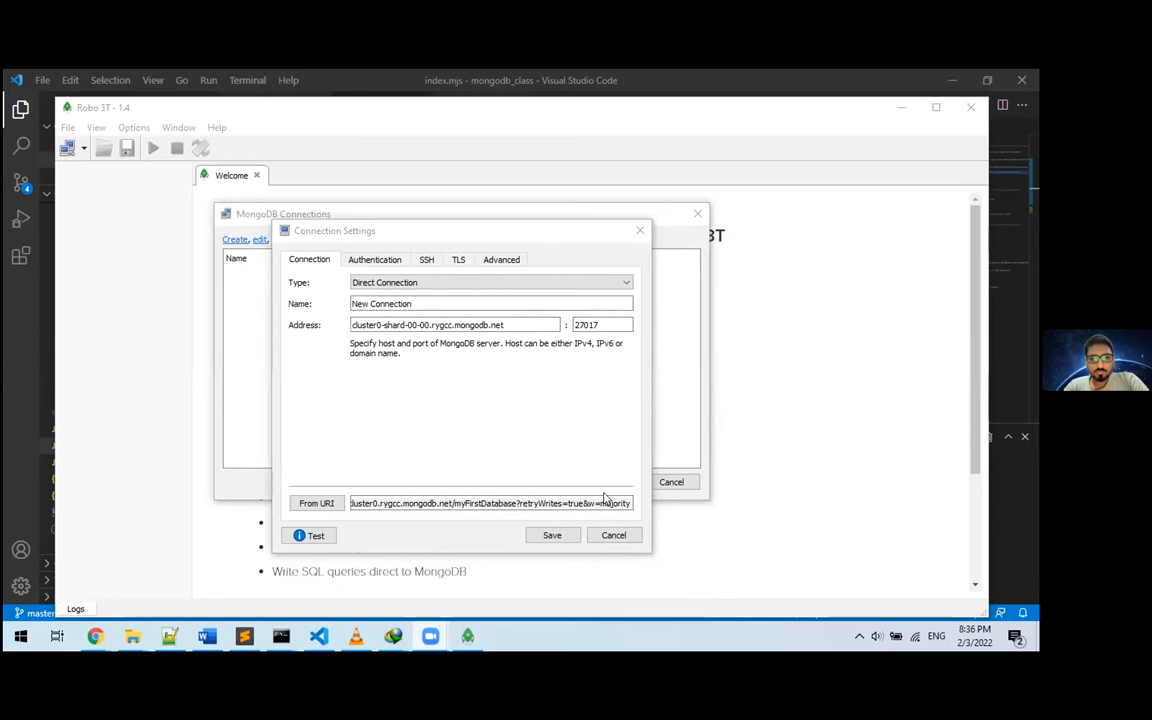 File Edit Selection View Go Run Terminal Help index.mjs - mongodb_class - Visual Studio Code
Robo 3T - 1.4
File View Options Window Help
Welcome
MongoDB Connections
3T
Create, edit,
Name
Connection Settings
Connection Authentication SSH TLS Advanced
Type: Direct Connection
Name: New Connection
Address: cluster0-shard-00-00.rygcc.mongodb.net : 27017
Specify host and port of MongoDB server. Host can be either IPv4, IPv6 or
domain name.
Cancel
From URI cluster0.rygcc.mongodb.net/myFirstDatabase?retryWrites=true&w=majority
Test Save Cancel
Write SQL queries direct to MongoDB
Logs
master
4
ENG
8:36 PM
2/3/2022
2